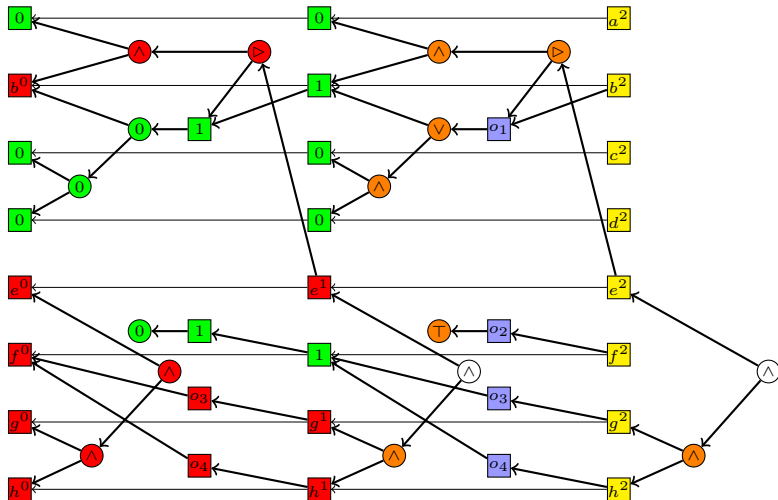 0 0 a²
∧ ▷ ∧ ▷
b⁰ 1 b²
0 1 ∨ o₁
0 0 c²
0 ∧
0 0 d²
e⁰ e¹ e²
0 1 ⊤ o₂
f⁰ 1 f²
∧ ∧ ∧
o₃ o₃
g⁰ g¹ g²
∧ ∧ ∧
o₄ o₄
h⁰ h¹ h²